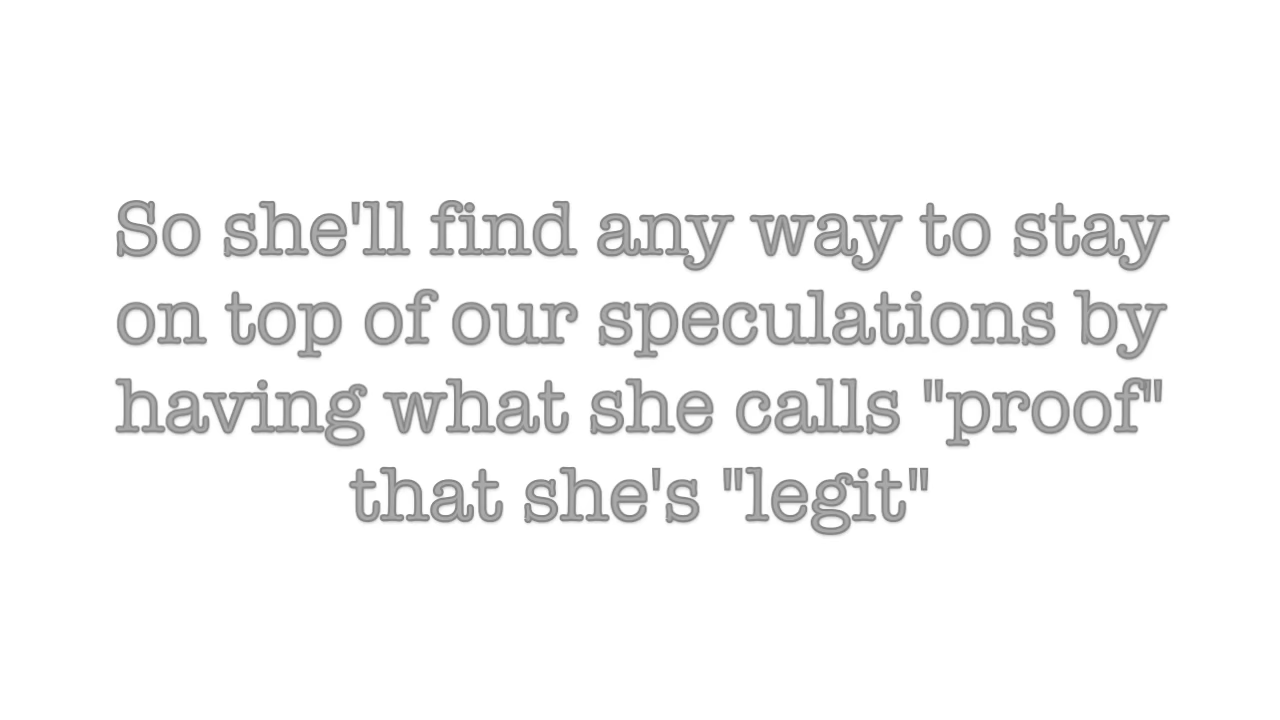 So she'll find any way to stay
on top of our speculations by
having what she calls "proof"
that she's "legit"